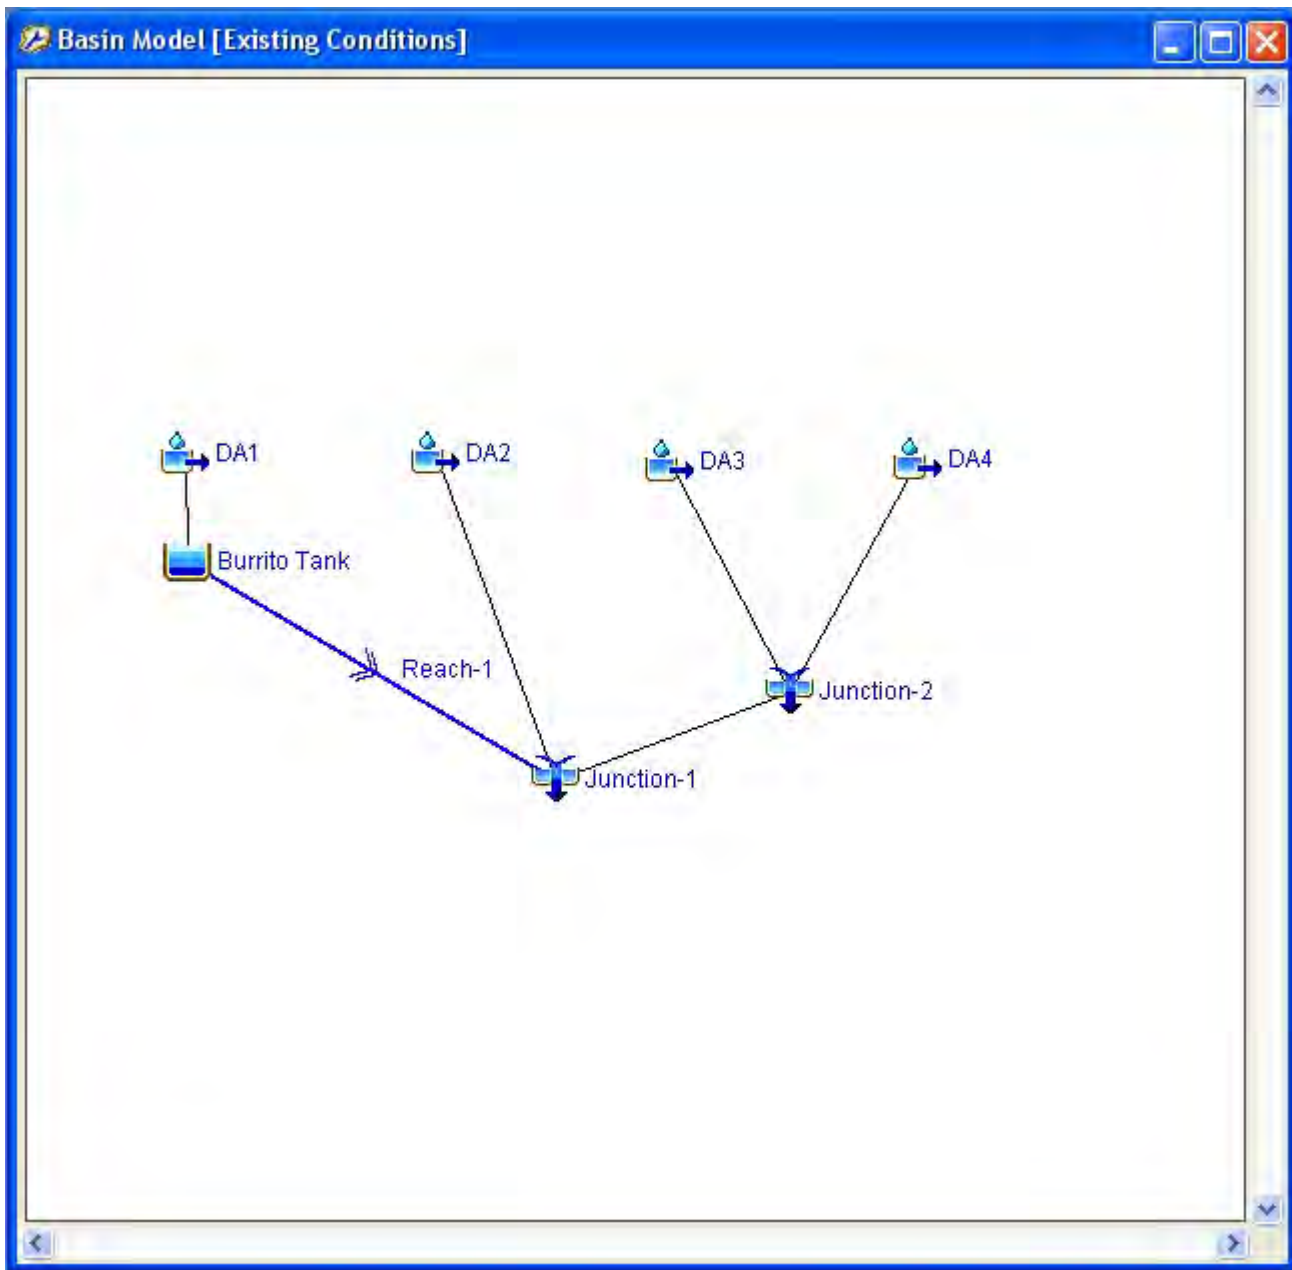 Basin Model [Existing Conditions]
DA1
DA2
DA3
DA4
Burrito Tank
Reach-1
Junction-2
Junction-1